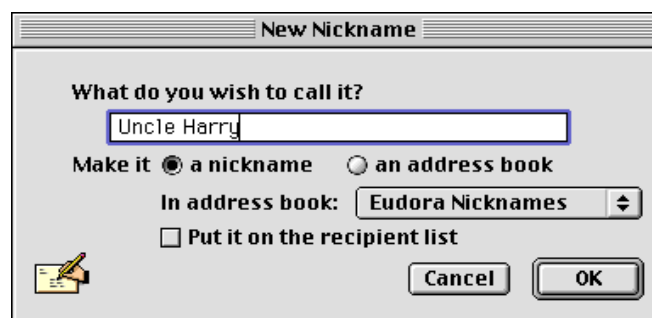 New Nickname
What do you wish to call it?
Uncle Harry
Make it a nickname an address book
In address book: Eudora Nicknames
Put it on the recipient list
Cancel OK